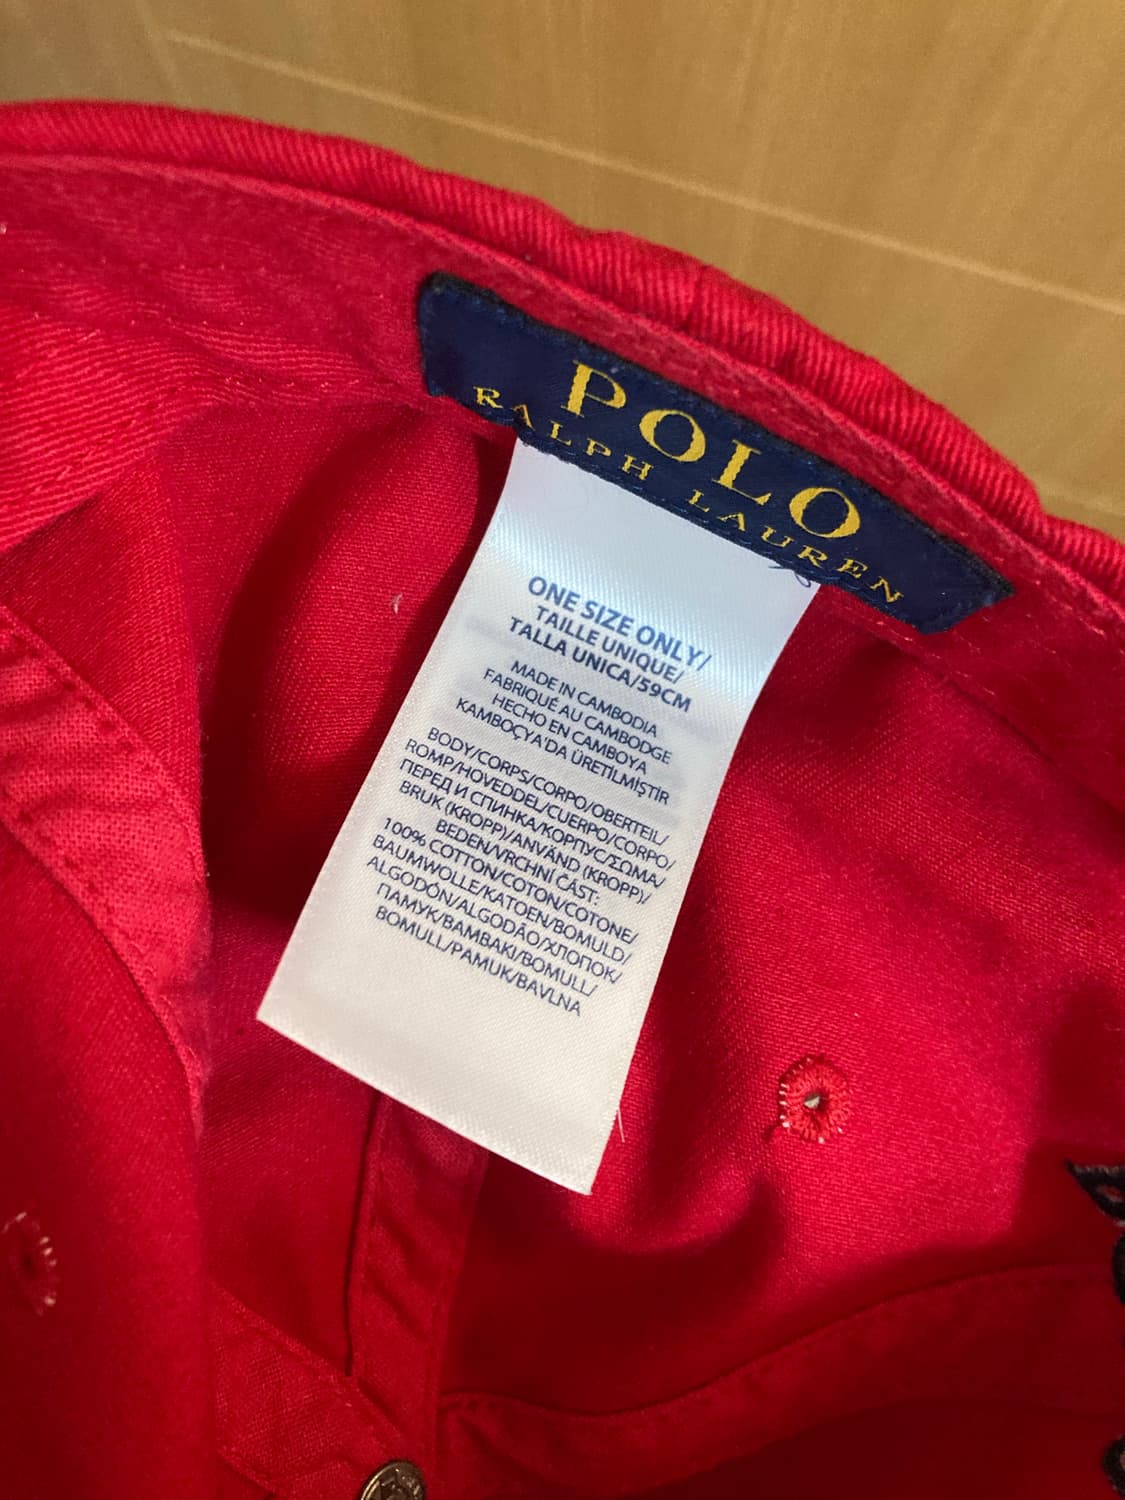 POLO
RALPH LAUREN
ONE SIZE ONLY/
TAILLE UNIQUE/
TALLA UNICA/59CM
MADE IN CAMBODIA
FABRIQUÉ AU CAMBODGE
HECHO EN CAMBOYA
KAMBOÇYA'DA ÜRETİLMİŞTİR
BODY/CORPS/CORPO/OBERTEIL/
ROMP/HOVEDDEL/CUERPO/CORPO/
ПЕРЕД И СПИНКА/КОРПУС/ΣΩΜΑ/
BRUK (KROPP)/ANVÄND (KROPP)/
BEDEN/VRCHNÍ ČÁST:
100% COTTON/COTON/COTONE/
BAUMWOLLE/KATOEN/BOMULD/
ALGODÓN/ALGODÃO/ХЛОПОК/
ПАМУК/ΒΑΜΒΑΚΙ/BOMULL/
BOMULL/PAMUK/BAVLNA